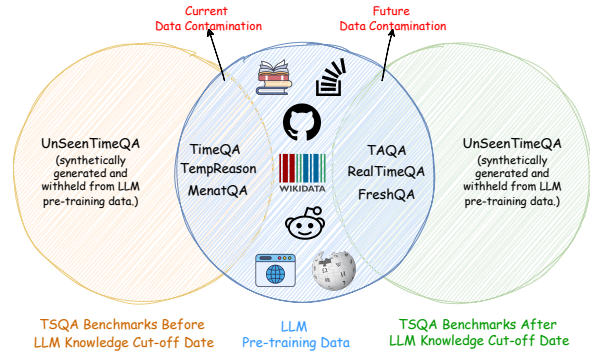 Current
Data Contamination
Future
Data Contamination
UnSeenTimeQA
(synthetically
generated and
withheld from LLM
pre-training data.)
TimeQA
TempReason
MenatQA
WIKIDATA
TAQA
RealTimeQA
FreshQA
UnSeenTimeQA
(synthetically
generated and
withheld from LLM
pre-training data.)
TSQA Benchmarks Before
LLM Knowledge Cut-off Date
LLM
Pre-training Data
TSQA Benchmarks After
LLM Knowledge Cut-off Date